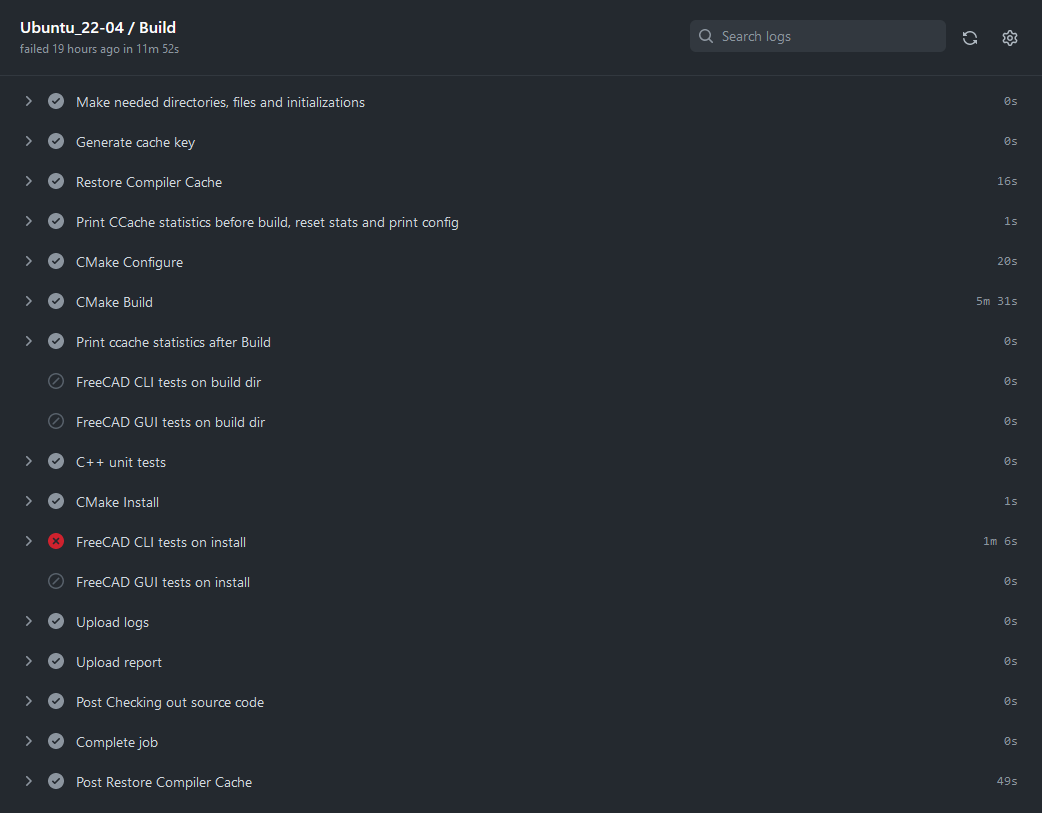 Ubuntu_22-04 / Build
failed 19 hours ago in 11m 52s
Search logs
Make needed directories, files and initializations 0s
Generate cache key 0s
Restore Compiler Cache 16s
Print CCache statistics before build, reset stats and print config 1s
CMake Configure 20s
CMake Build 5m 31s
Print ccache statistics after Build 0s
FreeCAD CLI tests on build dir 0s
FreeCAD GUI tests on build dir 0s
C++ unit tests 0s
CMake Install 1s
FreeCAD CLI tests on install 1m 6s
FreeCAD GUI tests on install 0s
Upload logs 0s
Upload report 0s
Post Checking out source code 0s
Complete job 0s
Post Restore Compiler Cache 49s